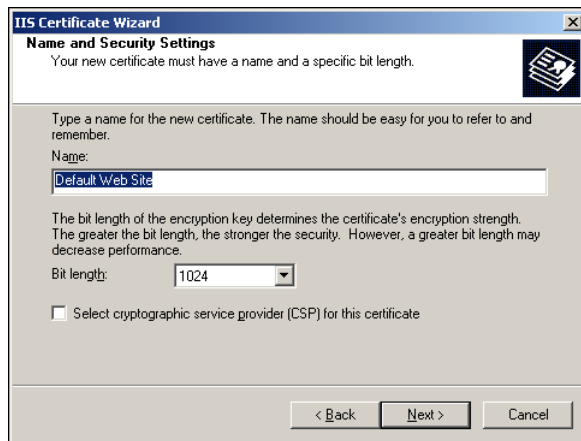 IIS Certificate Wizard
Name and Security Settings
Your new certificate must have a name and a specific bit length.
Type a name for the new certificate. The name should be easy for you to refer to and
remember.
Name:
Default Web Site
The bit length of the encryption key determines the certificate's encryption strength.
The greater the bit length, the stronger the security. However, a greater bit length may
decrease performance.
Bit length:
1024
Select cryptographic service provider (CSP) for this certificate
< Back
Next >
Cancel